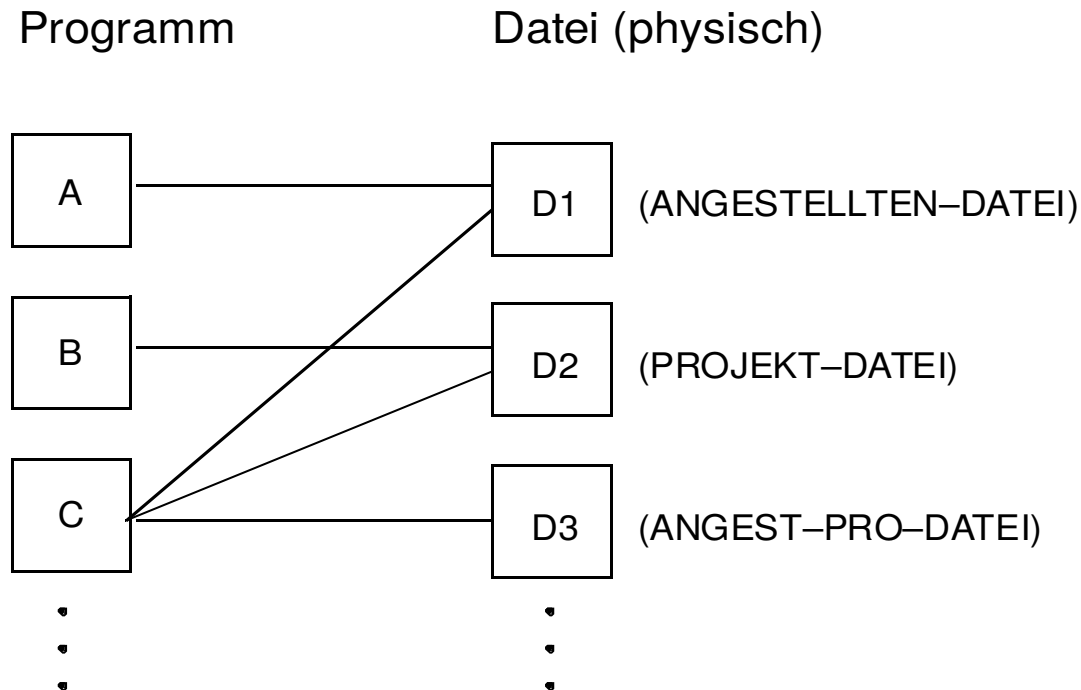 Programm
Datei (physisch)
A
D1
(ANGESTELLTEN–DATEI)
B
D2
(PROJEKT–DATEI)
C
D3
(ANGEST–PRO–DATEI)